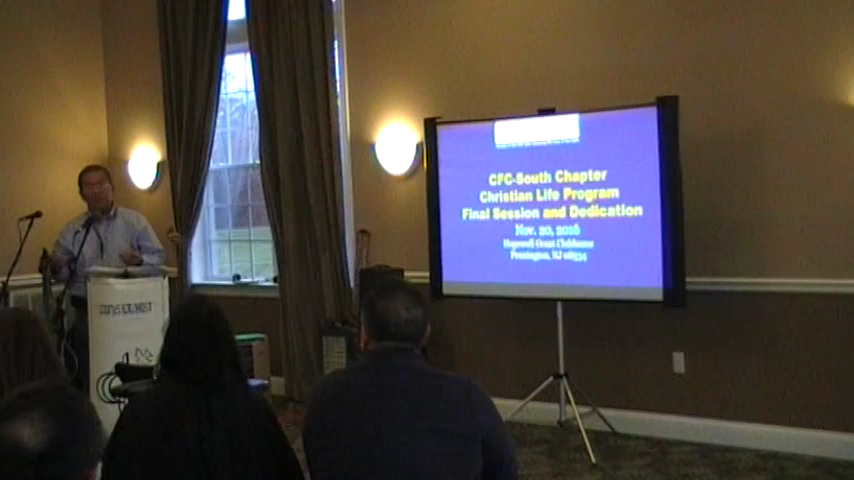 CFC-South Chapter
Christian Life Program
Final Session and Dedication
Nov. 20, 2016
Hopewell Grant Clubhouse
Pennington, NJ 08534